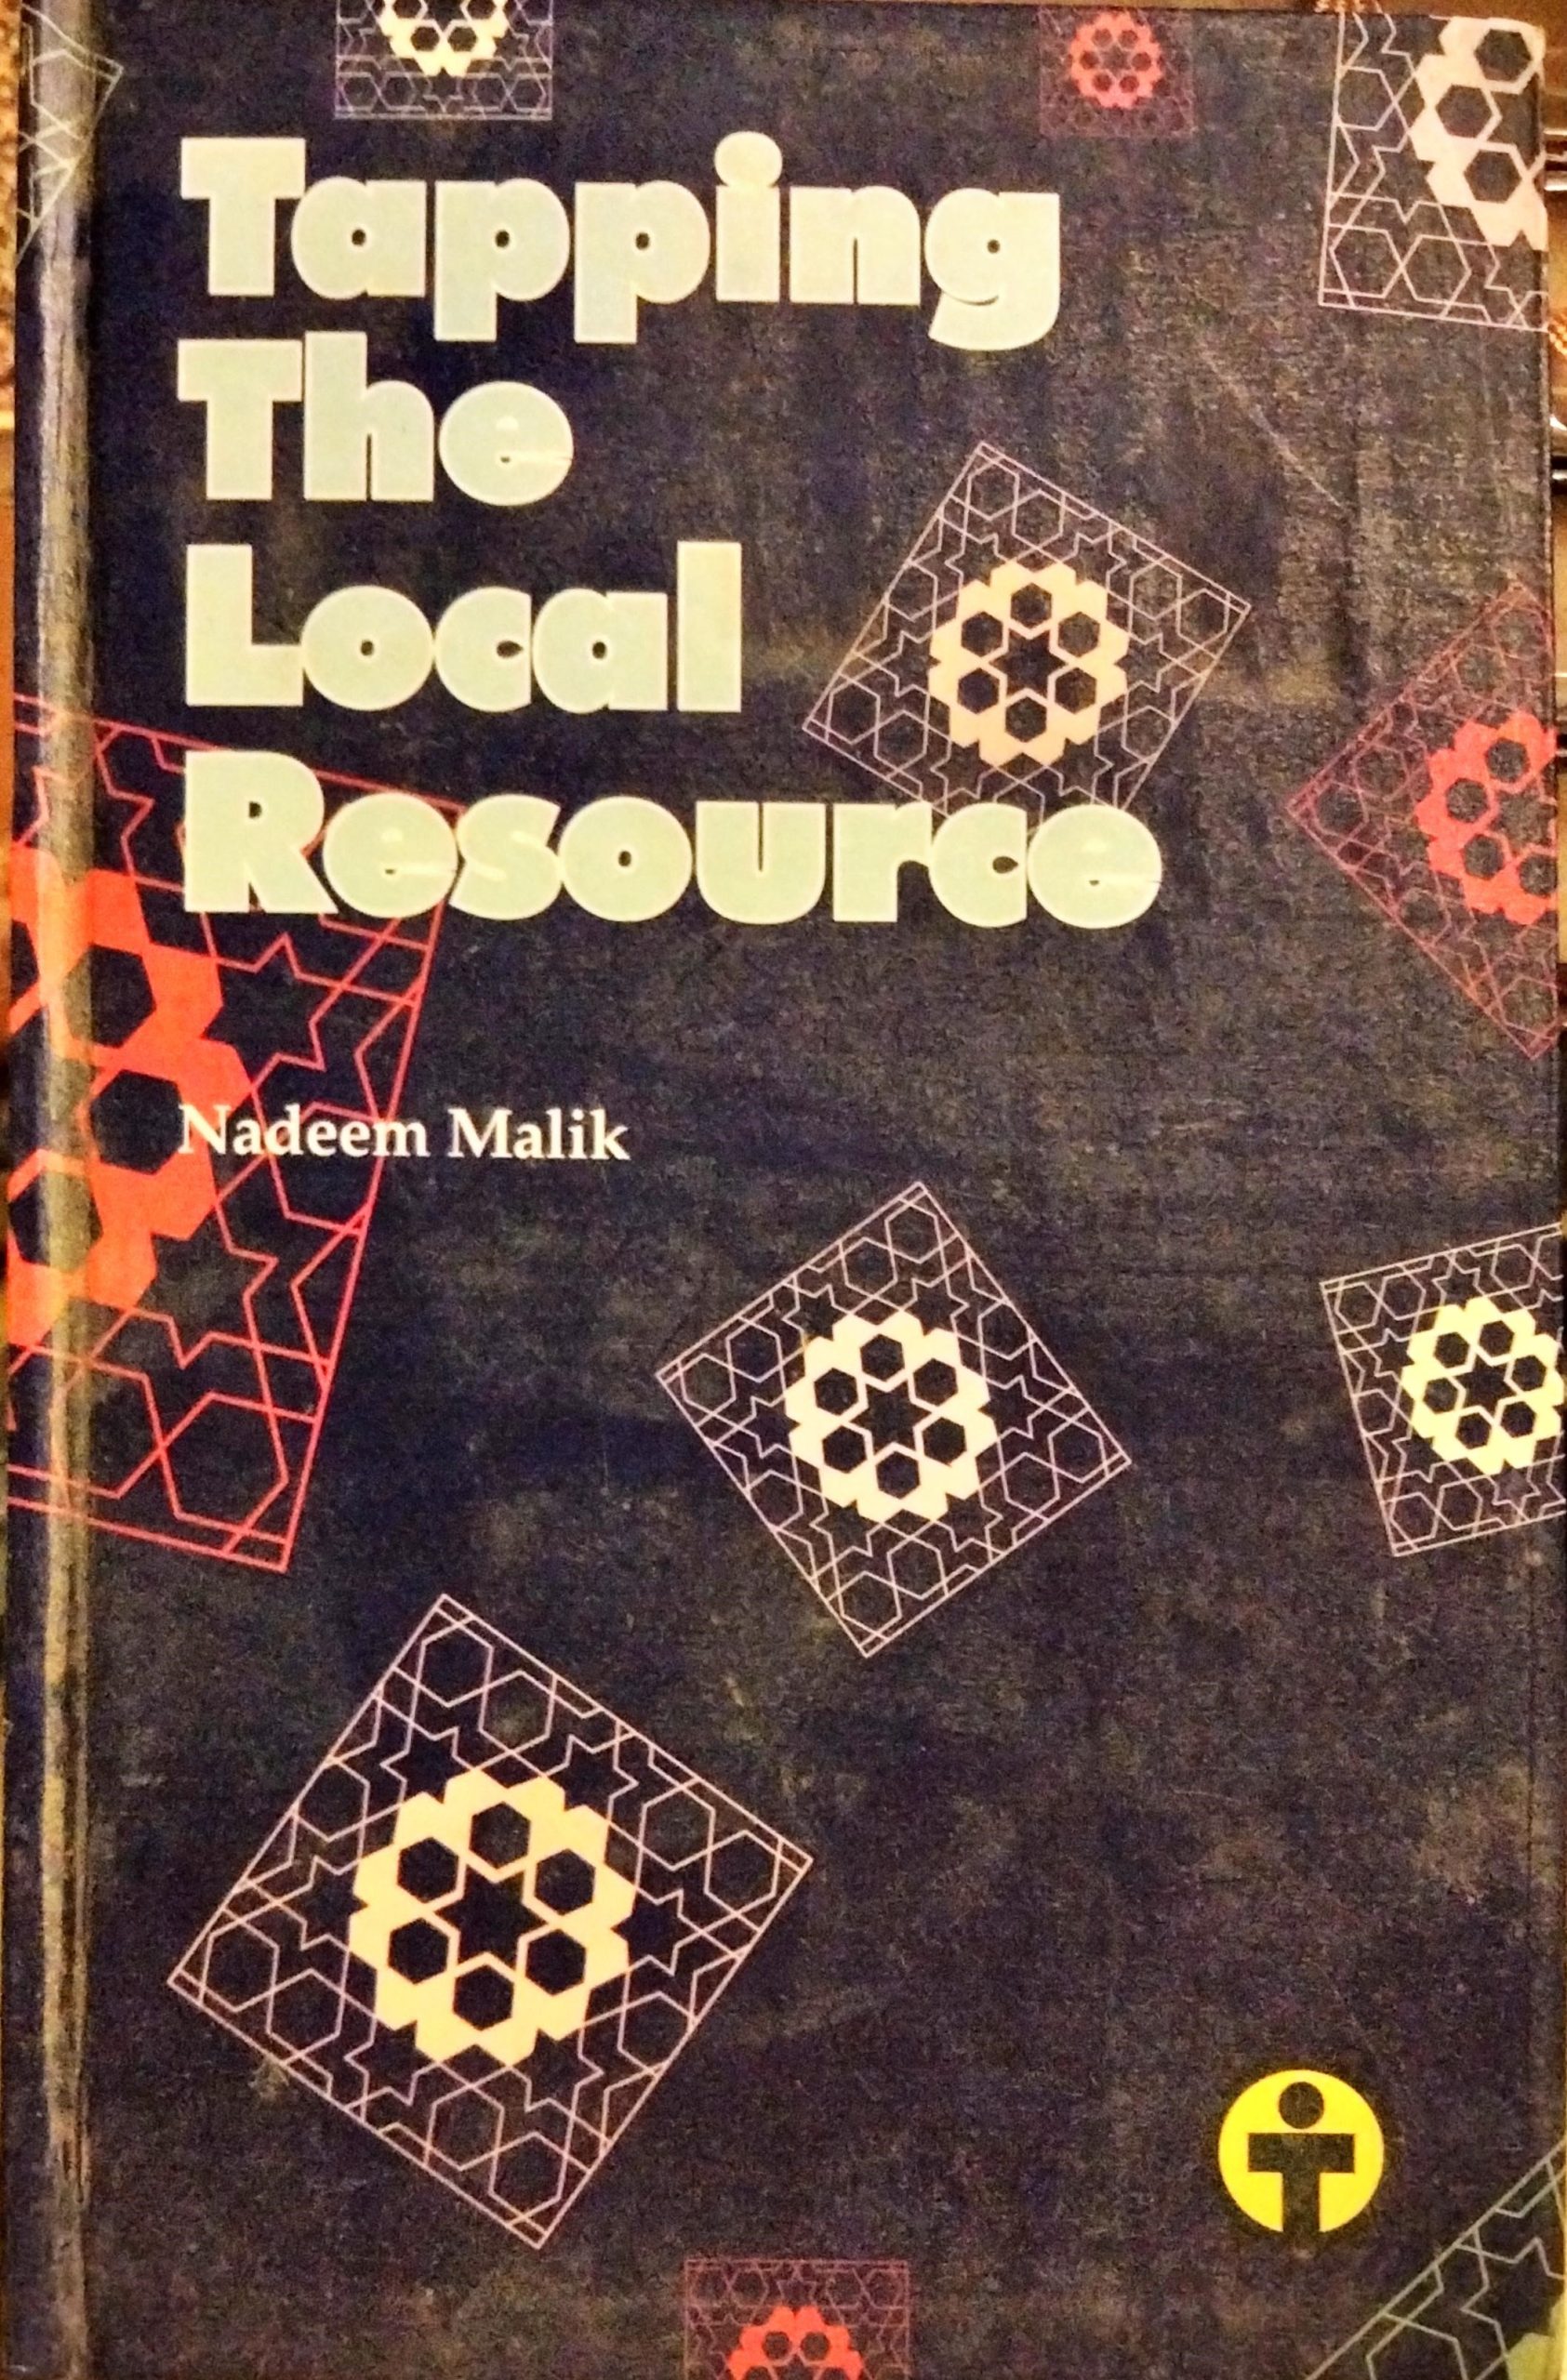 Tapping
The
Local
Resource
Nadeem Malik